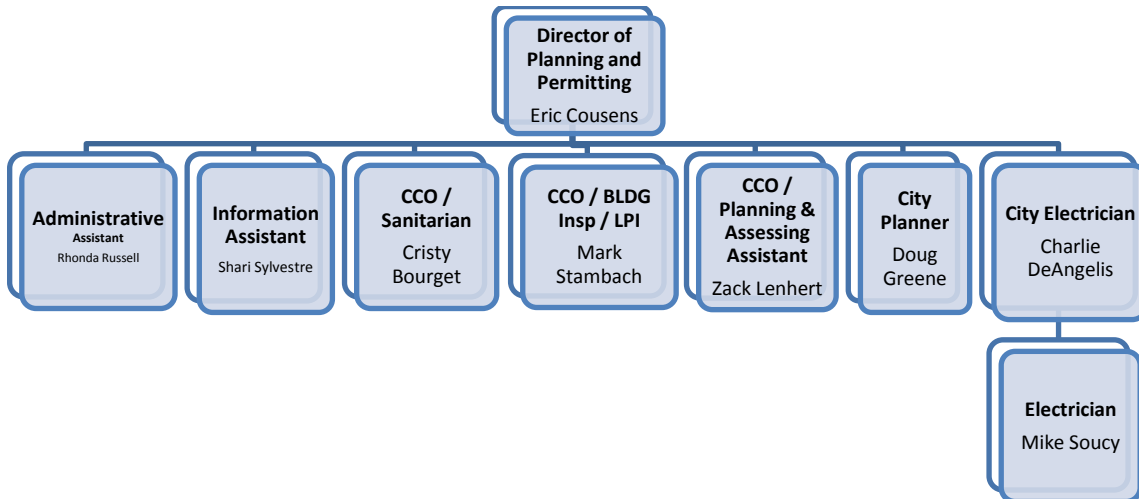 Director of
Planning and
Permitting
Eric Cousens
Administrative
Assistant
Rhonda Russell
Information
Assistant
Shari Sylvestre
CCO /
Sanitarian
Cristy
Bourget
CCO / BLDG
Insp / LPI
Mark
Stambach
CCO /
Planning &
Assessing
Assistant
Zack Lenhert
City
Planner
Doug
Greene
City Electrician
Charlie
DeAngelis
Electrician
Mike Soucy